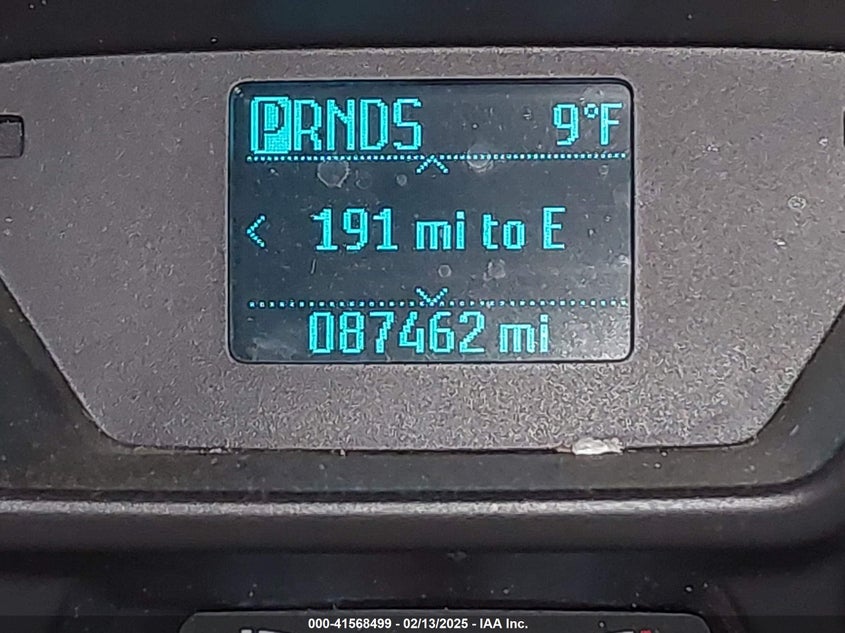 PRNDS 9°F
< 191 mi to E
087462 mi
000-41568499 - 02/13/2025 - IAA Inc.